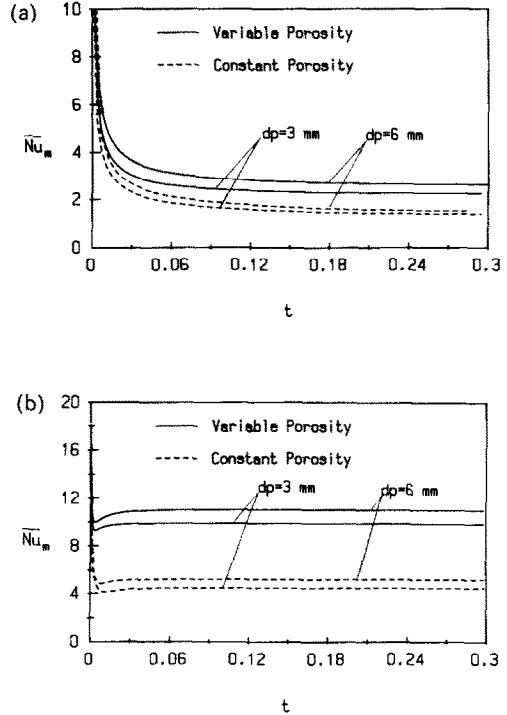 (a)
10
Variable Porosity
8
Constant Porosity
6
dp=3 mm dp=6 mm
Nu_m
4
2
0
0 0.06 0.12 0.18 0.24 0.3
t
(b)
20
Variable Porosity
16
Constant Porosity
dp=3 mm dp=6 mm
12
Nu_m
8
4
0
0 0.06 0.12 0.18 0.24 0.3
t